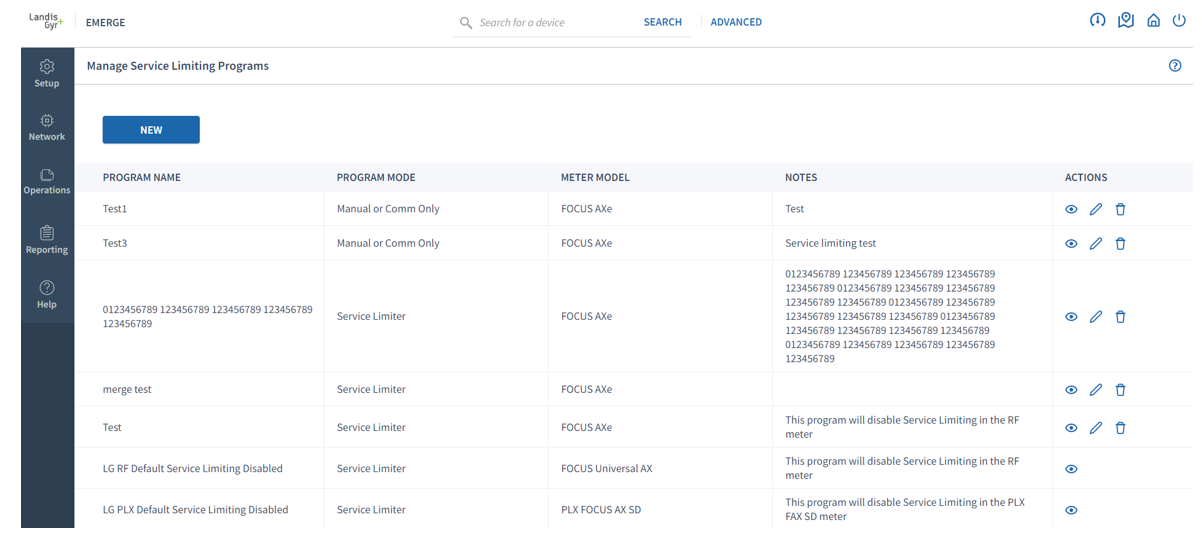 Landis
Gyr+
EMERGE
Search for a device
SEARCH
ADVANCED
Setup
Network
Operations
Reporting
Help
Manage Service Limiting Programs
NEW
PROGRAM NAME PROGRAM MODE METER MODEL NOTES ACTIONS
Test1 Manual or Comm Only FOCUS AXe Test
Test3 Manual or Comm Only FOCUS AXe Service limiting test
0123456789 123456789 123456789 123456789
123456789
Service Limiter
FOCUS AXe
0123456789 123456789 123456789 123456789
123456789 0123456789 123456789 123456789
123456789 123456789 0123456789 123456789
123456789 123456789 123456789 0123456789
123456789 123456789 123456789 123456789
0123456789 123456789 123456789 123456789
123456789
merge test Service Limiter FOCUS AXe
Test Service Limiter FOCUS AXe
This program will disable Service Limiting in the RF
meter
LG RF Default Service Limiting Disabled Service Limiter FOCUS Universal AX
This program will disable Service Limiting in the RF
meter
LG PLX Default Service Limiting Disabled Service Limiter PLX FOCUS AX SD
This program will disable Service Limiting in the PLX
FAX SD meter